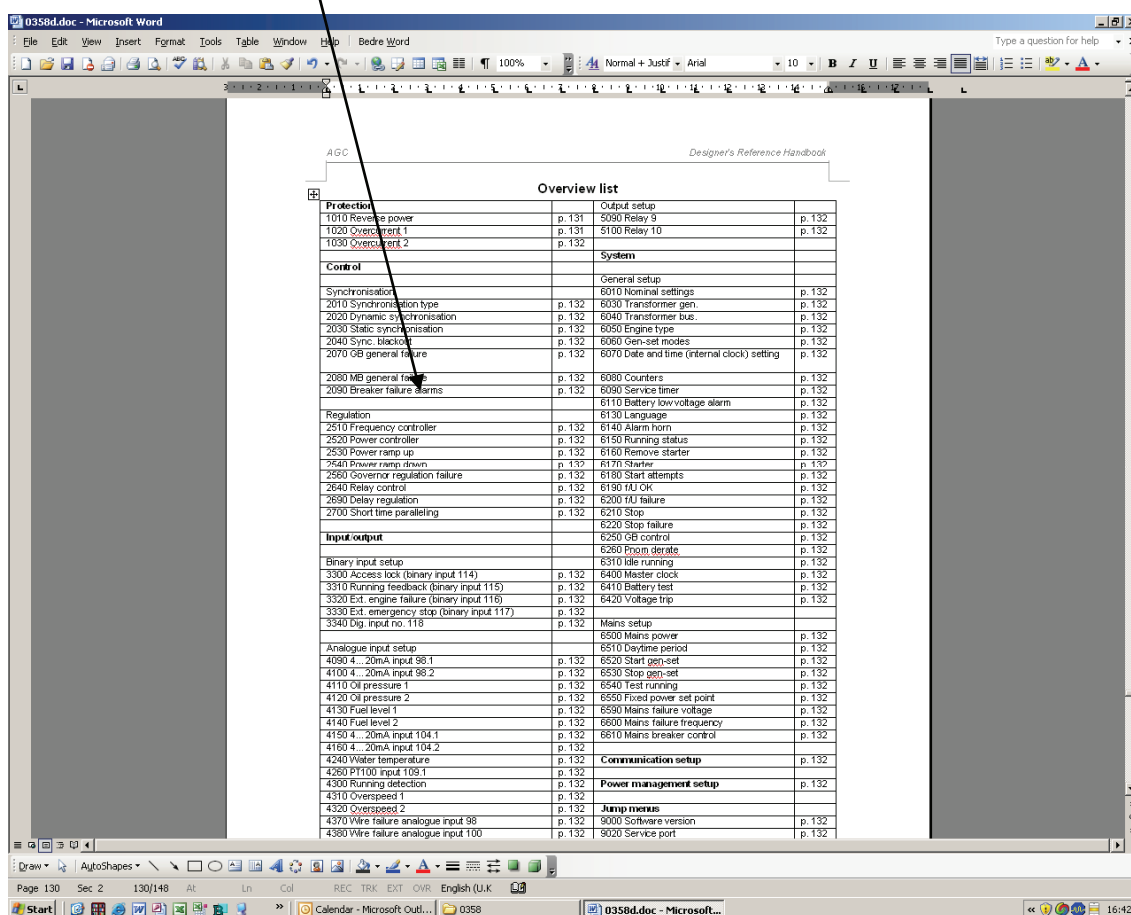 0358d.doc - Microsoft Word
File Edit View Insert Format Tools Table Window Help Bedre Word Type a question for help
100% Normal + Justif Arial 10 B I U
AGC Designer's Reference Handbook
Overview list
Protection Output setup
1010 Reverse power p. 131 5090 Relay 9 p. 132
1020 Overcurrent 1 p. 131 5100 Relay 10 p. 132
1030 Overcurrent 2 p. 132
System
Control
General setup
Synchronisation 6010 Nominal settings p. 132
2010 Synchronisation type p. 132 6030 Transformer gen. p. 132
2020 Dynamic synchronisation p. 132 6040 Transformer bus. p. 132
2030 Static synchronisation p. 132 6050 Engine type p. 132
2040 Sync. blackout p. 132 6060 Gen-set modes p. 132
2070 GB general failure p. 132 6070 Date and time (internal clock) setting p. 132
2080 MB general failure p. 132 6080 Counters p. 132
2090 Breaker failure alarms p. 132 6090 Service timer p. 132
6110 Battery low voltage alarm p. 132
Regulation 6130 Language p. 132
2510 Frequency controller p. 132 6140 Alarm horn p. 132
2520 Power controller p. 132 6150 Running status p. 132
2530 Power ramp up p. 132 6160 Remove starter p. 132
2540 Power ramp down p. 132 6170 Starter p. 132
2560 Governor regulation failure p. 132 6180 Start attempts p. 132
2640 Relay control p. 132 6190 f/U OK p. 132
2690 Delay regulation p. 132 6200 f/U failure p. 132
2700 Short time paralleling p. 132 6210 Stop p. 132
6220 Stop failure p. 132
Input/output 6250 GB control p. 132
6260 Pnom derate p. 132
Binary input setup 6310 Idle running p. 132
3300 Access lock (binary input 114) p. 132 6400 Master clock p. 132
3310 Running feedback (binary input 115) p. 132 6410 Battery test p. 132
3320 Ext. engine failure (binary input 116) p. 132 6420 Voltage trip p. 132
3330 Ext. emergency stop (binary input 117) p. 132
3340 Dig. input no. 118 p. 132 Mains setup
6500 Mains power p. 132
Analogue input setup 6510 Daytime period p. 132
4090 4...20mA input 98.1 p. 132 6520 Start gen-set p. 132
4100 4...20mA input 98.2 p. 132 6530 Stop gen-set p. 132
4110 Oil pressure 1 p. 132 6540 Test running p. 132
4120 Oil pressure 2 p. 132 6550 Fixed power set point p. 132
4130 Fuel level 1 p. 132 6590 Mains failure voltage p. 132
4140 Fuel level 2 p. 132 6600 Mains failure frequency p. 132
4150 4...20mA input 104.1 p. 132 6610 Mains breaker control p. 132
4160 4...20mA input 104.2 p. 132
4240 Water temperature p. 132 Communication setup p. 132
4260 PT100 input 109.1 p. 132
4300 Running detection p. 132 Power management setup p. 132
4310 Overspeed 1 p. 132
4320 Overspeed 2 p. 132 Jump menus
4370 Wire failure analogue input 98 p. 132 9000 Software version p. 132
4380 Wire failure analogue input 100 p. 132 9020 Service port p. 132
Draw AutoShapes
Page 130 Sec 2 130/148 At Ln Col REC TRK EXT OVR English (U.K
Start Calendar - Microsoft Outl... 0358 0358d.doc - Microsoft... 16:42